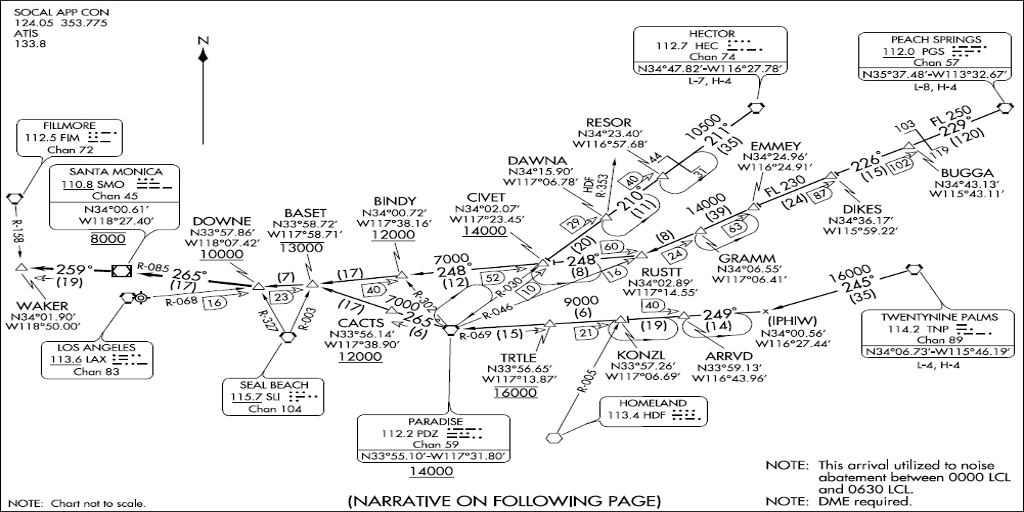 SOCAL APP CON
124.05 353.775
ATIS
133.8
N
HECTOR
112.7 HEC
Chan 74
N34°47.82'-W116°27.78'
L-7, H-4
PEACH SPRINGS
112.0 PGS
Chan 57
N35°37.48'-W113°32.67'
L-8, H-4
FILLMORE
112.5 FIM
Chan 72
SANTA MONICA
110.8 SMO
Chan 45
N34°00.61'
W118°27.40'
8000
DOWNE
N33°57.86'
W118°07.42'
10000
BASET
N33°58.72'
W117°58.71'
13000
BINDY
N34°00.72'
W117°38.16'
12000
CIVET
N34°02.07'
W117°23.45'
14000
DAWNA
N34°15.90'
W117°06.78'
RESOR
N34°23.40'
W116°57.68'
EMMEY
N34°24.96'
W116°24.91'
BUGGA
N34°43.13'
W115°43.11'
DIKES
N34°36.17'
W115°59.22'
GRAMM
N34°06.55'
W117°06.41'
RUSTT
N34°02.89'
W117°14.55'
10500
211°
(35)
31
44
40
HDF
R-353
210°
(11)
29
(20)
103
119
FL 250
229°
(120)
226°
(15)
102
FL 230
(24)
87
14000
(39)
63
(8)
24
60
248°
(8)
16
10
R-030
R-046
52
7000
248°
(12)
R-302
(17)
40
(7)
23
R-158
259°
(19)
R-085
265°
(17)
R-068
16
R-327
R-003
(17)
7000
265°
(6)
WAKER
N34°01.90'
W118°50.00'
LOS ANGELES
113.6 LAX
Chan 83
SEAL BEACH
115.7 SLI
Chan 104
CACTS
N33°56.14'
W117°38.90'
12000
PARADISE
112.2 PDZ
Chan 59
N33°55.10'-W117°31.80'
14000
R-069
(15)
9000
(6)
21
(19)
40
249°
(14)
TRTLE
N33°56.65'
W117°13.87'
16000
KONZL
N33°57.26'
W117°06.69'
R-005
ARRVD
N33°59.13'
W116°43.96'
(IPHIW)
N34°00.56'
W116°27.44'
16000
245°
(35)
TWENTYNINE PALMS
114.2 TNP
Chan 89
N34°06.73'-W115°46.19'
L-4, H-4
HOMELAND
113.4 HDF
NOTE: This arrival utilized to noise
abatement between 0000 LCL
and 0630 LCL.
NOTE: DME required.
NOTE: Chart not to scale.
(NARRATIVE ON FOLLOWING PAGE)